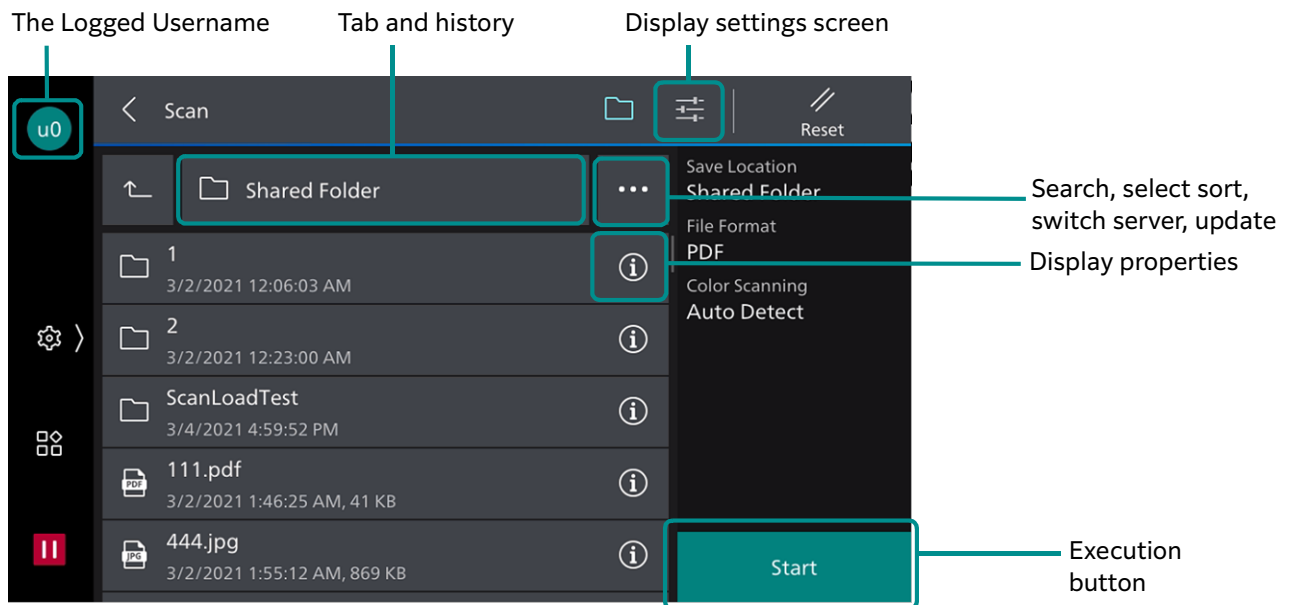 The Logged Username
Tab and history
Display settings screen
u0
Scan
Reset
Shared Folder
...
Save Location
Shared Folder
File Format
PDF
Color Scanning
Auto Detect
1
3/2/2021 12:06:03 AM
2
3/2/2021 12:23:00 AM
ScanLoadTest
3/4/2021 4:59:52 PM
PDF
111.pdf
3/2/2021 1:46:25 AM, 41 KB
JPG
444.jpg
3/2/2021 1:55:12 AM, 869 KB
Start
Search, select sort,
switch server, update
Display properties
Execution
button